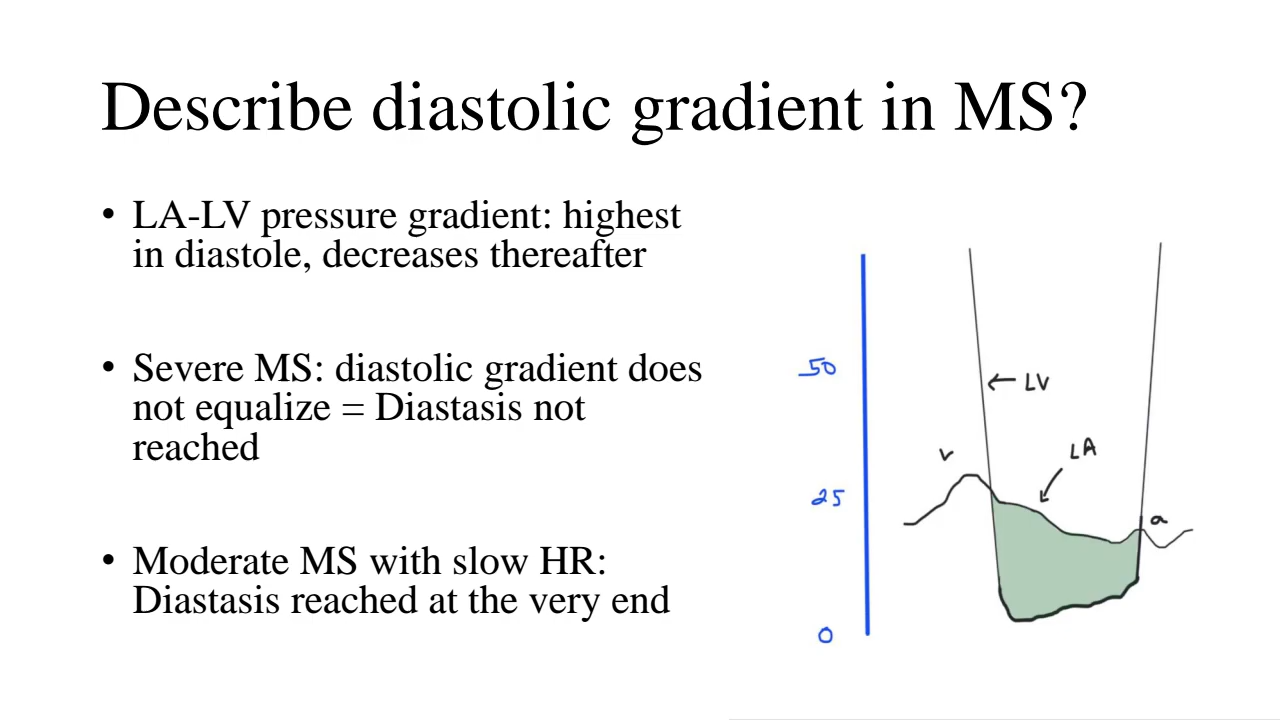 Describe diastolic gradient in MS?
• LA-LV pressure gradient: highest
in diastole, decreases thereafter
• Severe MS: diastolic gradient does
not equalize = Diastasis not
reached
• Moderate MS with slow HR:
Diastasis reached at the very end
50
LV
v
LA
25
a
0